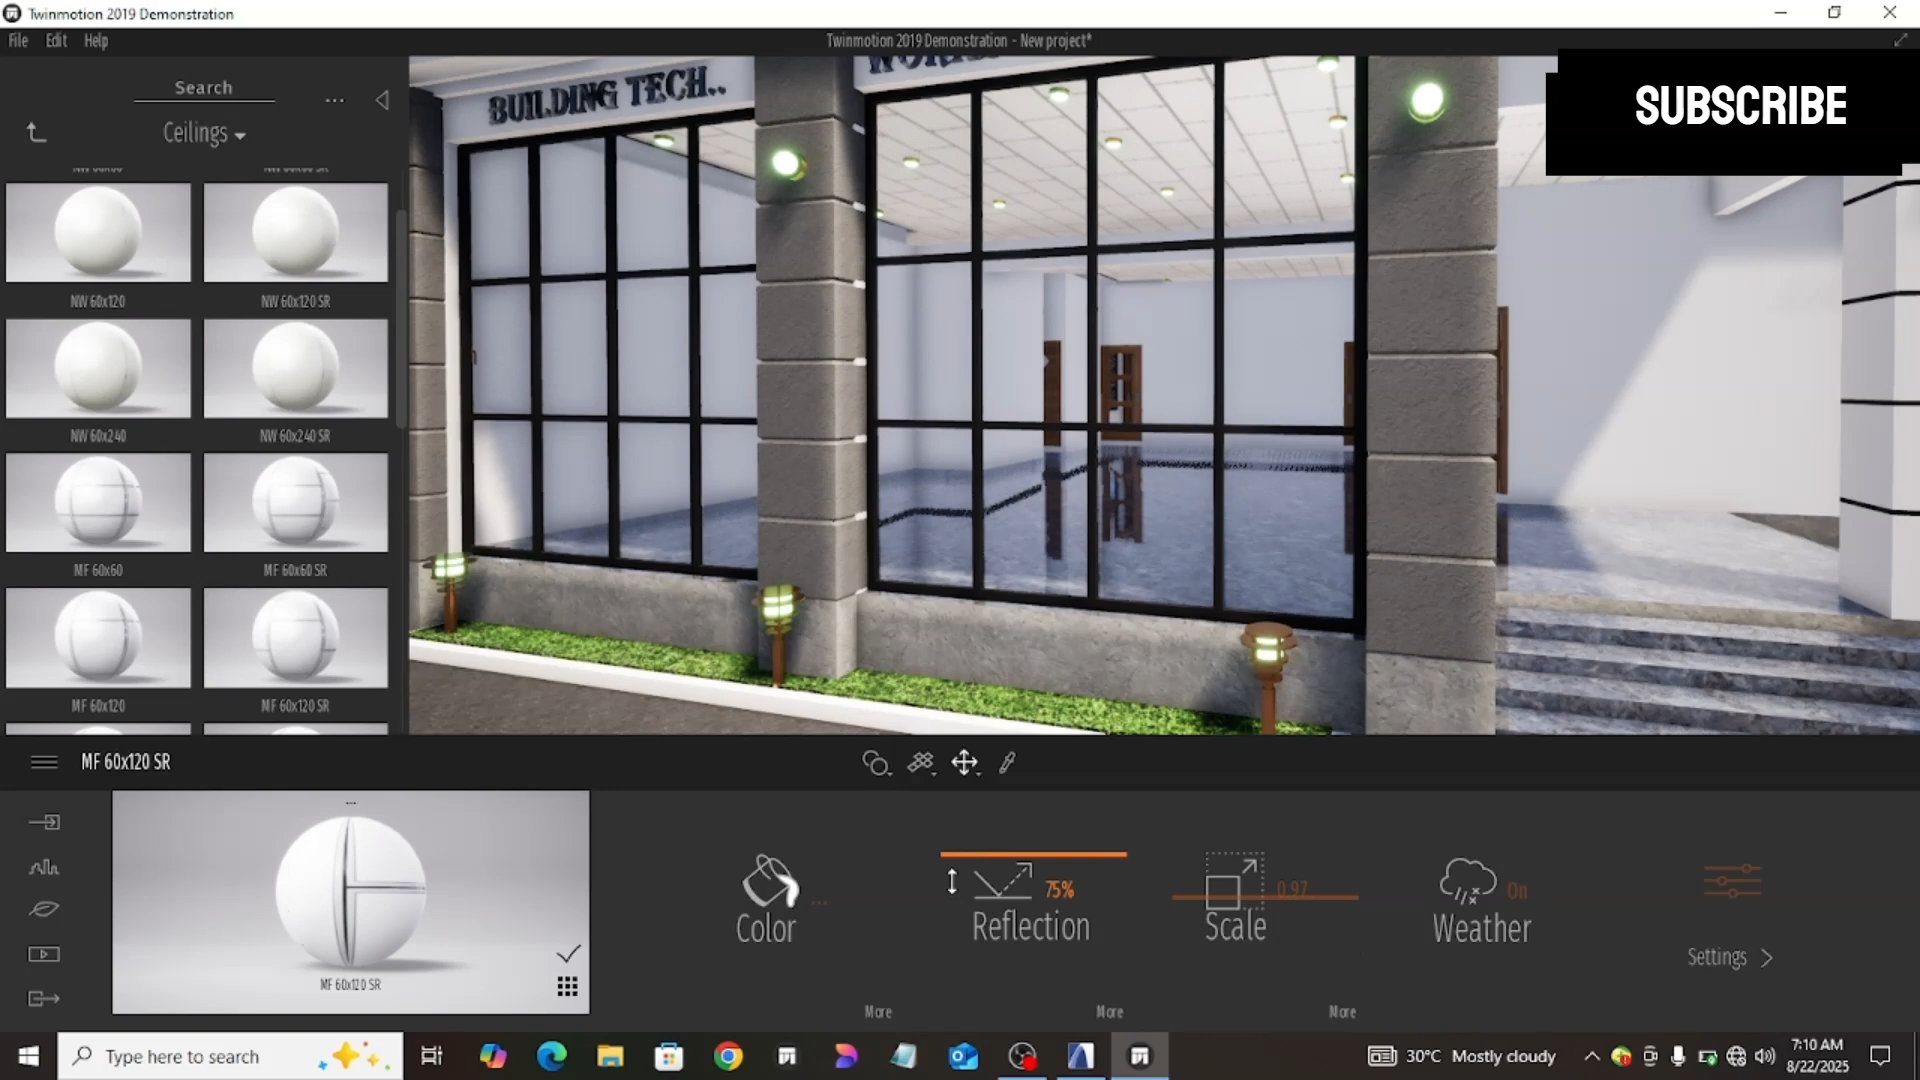 Twinmotion 2019 Demonstration
File Edit Help
Twinmotion 2019 Demonstration - New project*
Search
Ceilings
BUILDING TECH..
SUBSCRIBE
NW 60x120
NW 60x120 SR
NW 60x240
NW 60x240 SR
MF 60x60
MF 60x60 SR
MF 60x120
MF 60x120 SR
MF 60x120 SR
...
MF 60x120 SR
Color ...
75%
Reflection
0.97
Scale
On
Weather
Settings
More
More
More
Type here to search
30°C Mostly cloudy
7:10 AM
8/22/2025